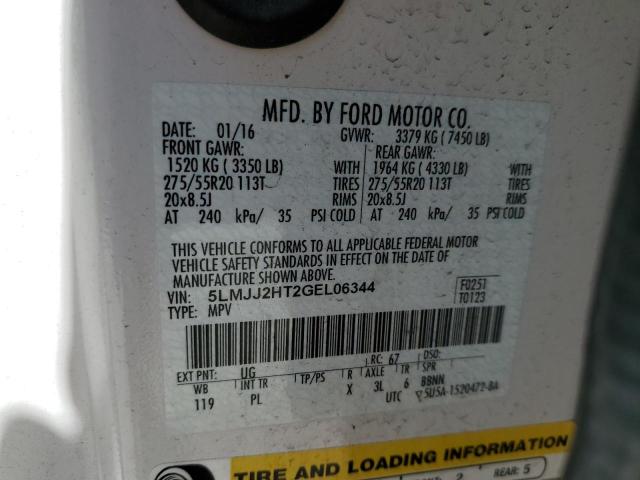 MFD. BY FORD MOTOR CO.
DATE: 01/16 GVWR: 3379 KG ( 7450 LB)
FRONT GAWR: REAR GAWR:
1520 KG ( 3350 LB) WITH 1964 KG ( 4330 LB) WITH
275/55R20 113T TIRES 275/55R20 113T TIRES
20x8.5J RIMS 20x8.5J RIMS
AT 240 kPa/ 35 PSI COLD AT 240 kPa/ 35 PSI COLD
THIS VEHICLE CONFORMS TO ALL APPLICABLE FEDERAL MOTOR
VEHICLE SAFETY STANDARDS IN EFFECT ON THE DATE OF
MANUFACTURE SHOWN ABOVE.
VIN: 5LMJJ2HT2GEL06344 F0251
TYPE: MPV T0123
EXT PNT: UG RC: 67 DSO:
WB INT TR TP/PS R AXLE TR SPR
119 PL X 3L 6 BBNN
UTC 5U5A-1520472-BA
TIRE AND LOADING INFORMATION
2 REAR: 5